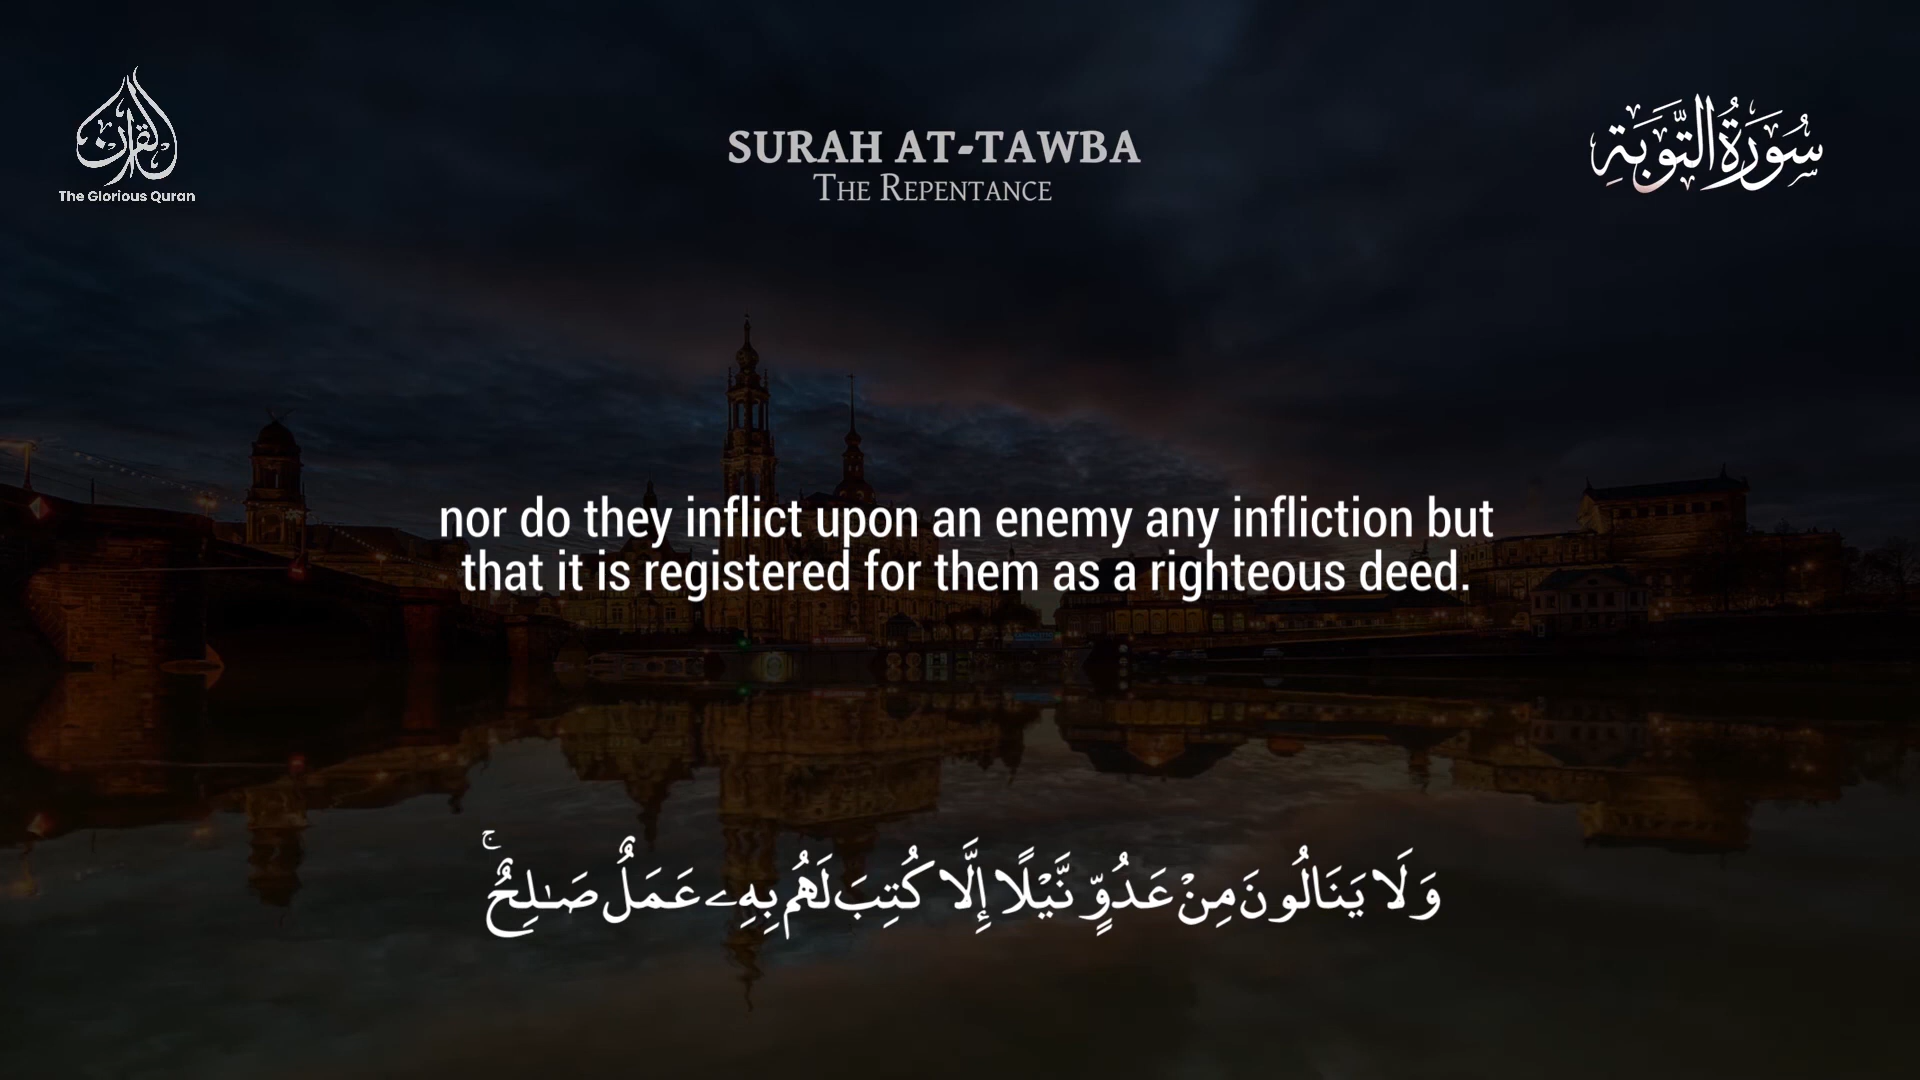 القرآن
The Glorious Quran
SURAH AT-TAWBA
THE REPENTANCE
سُورَةُ التَّوْبَةِ
nor do they inflict upon an enemy any infliction but
that it is registered for them as a righteous deed.
وَلَا يَنَالُونَ مِنْ عَدُوٍّ نَّيْلًا إِلَّا كُتِبَ لَهُم بِهِۦ عَمَلٌ صَـٰلِحٌ ۚ